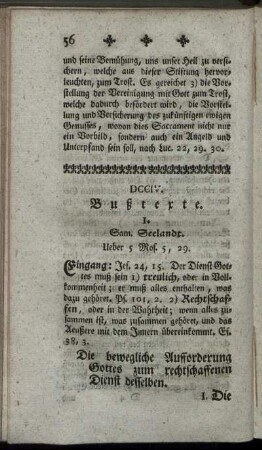 56
und seine Bemühung, uns unser Heil zu versi-
chern, welche aus dieser Stiftung hervor-
leuchten, zum Trost. Es gereichet 3) die Vor-
stellung der Vereinigung mit Gott zum Trost,
welche dadurch befördert wird, die Vorstel-
lung und Versicherung des zukünftigen ewigen
Genusses, wovon dies Sacrament nicht nur
ein Vorbild, sondern auch ein Angeld und
Unterpfand sein soll, nach Luc. 22, 29. 30.
DCCIV.
Bußtexte.
I.
Sam. Seelandt.
Ueber 5 Mos. 5, 29.
Eingang: Jos. 24, 15. Der Dienst Got-
tes muß sein 1) treulich, oder in Voll-
kommenheit; er muß alles enthalten, was
dazu gehöret. Ps. 101, 2. 2) Rechtschaf-
fen, oder in der Wahrheit; wenn alles zu-
sammen ist, was zusammen gehöret, und das
Aeußere mit dem Innern übereinkomt. Es.
38, 3.
Die bewegliche Aufforderung
Gottes zum rechtschaffenen
Dienst desselben.
1. Die